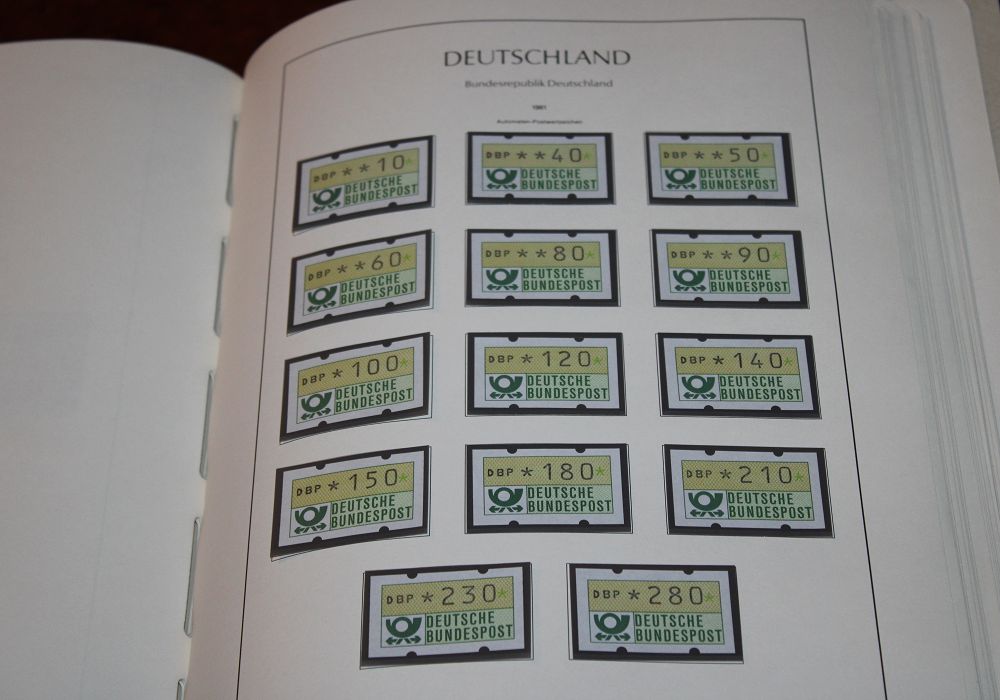 DEUTSCHLAND
Bundesrepublik Deutschland
1981
Automaten-Postwertzeichen
DBP **10*
DEUTSCHE
BUNDESPOST
DBP **40*
DEUTSCHE
BUNDESPOST
DBP **50*
DEUTSCHE
BUNDESPOST
DBP **60*
DEUTSCHE
BUNDESPOST
DBP **80*
DEUTSCHE
BUNDESPOST
DBP **90*
DEUTSCHE
BUNDESPOST
DBP *100*
DEUTSCHE
BUNDESPOST
DBP *120*
DEUTSCHE
BUNDESPOST
DBP *140*
DEUTSCHE
BUNDESPOST
DBP *150*
DEUTSCHE
BUNDESPOST
DBP *180*
DEUTSCHE
BUNDESPOST
DBP *210*
DEUTSCHE
BUNDESPOST
DBP *230*
DEUTSCHE
BUNDESPOST
DBP *280*
DEUTSCHE
BUNDESPOST